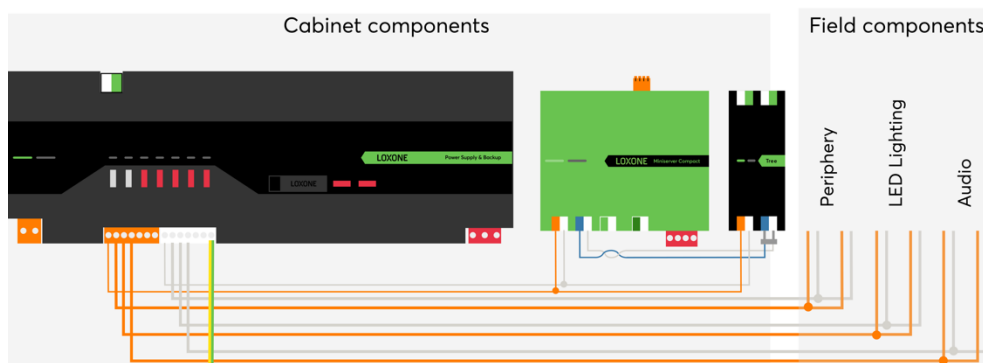 Cabinet components
Field components
LOXONE
Power Supply & Backup
LOXONE
LOXONE
Miniserver Compact
Tree
Periphery
LED Lighting
Audio